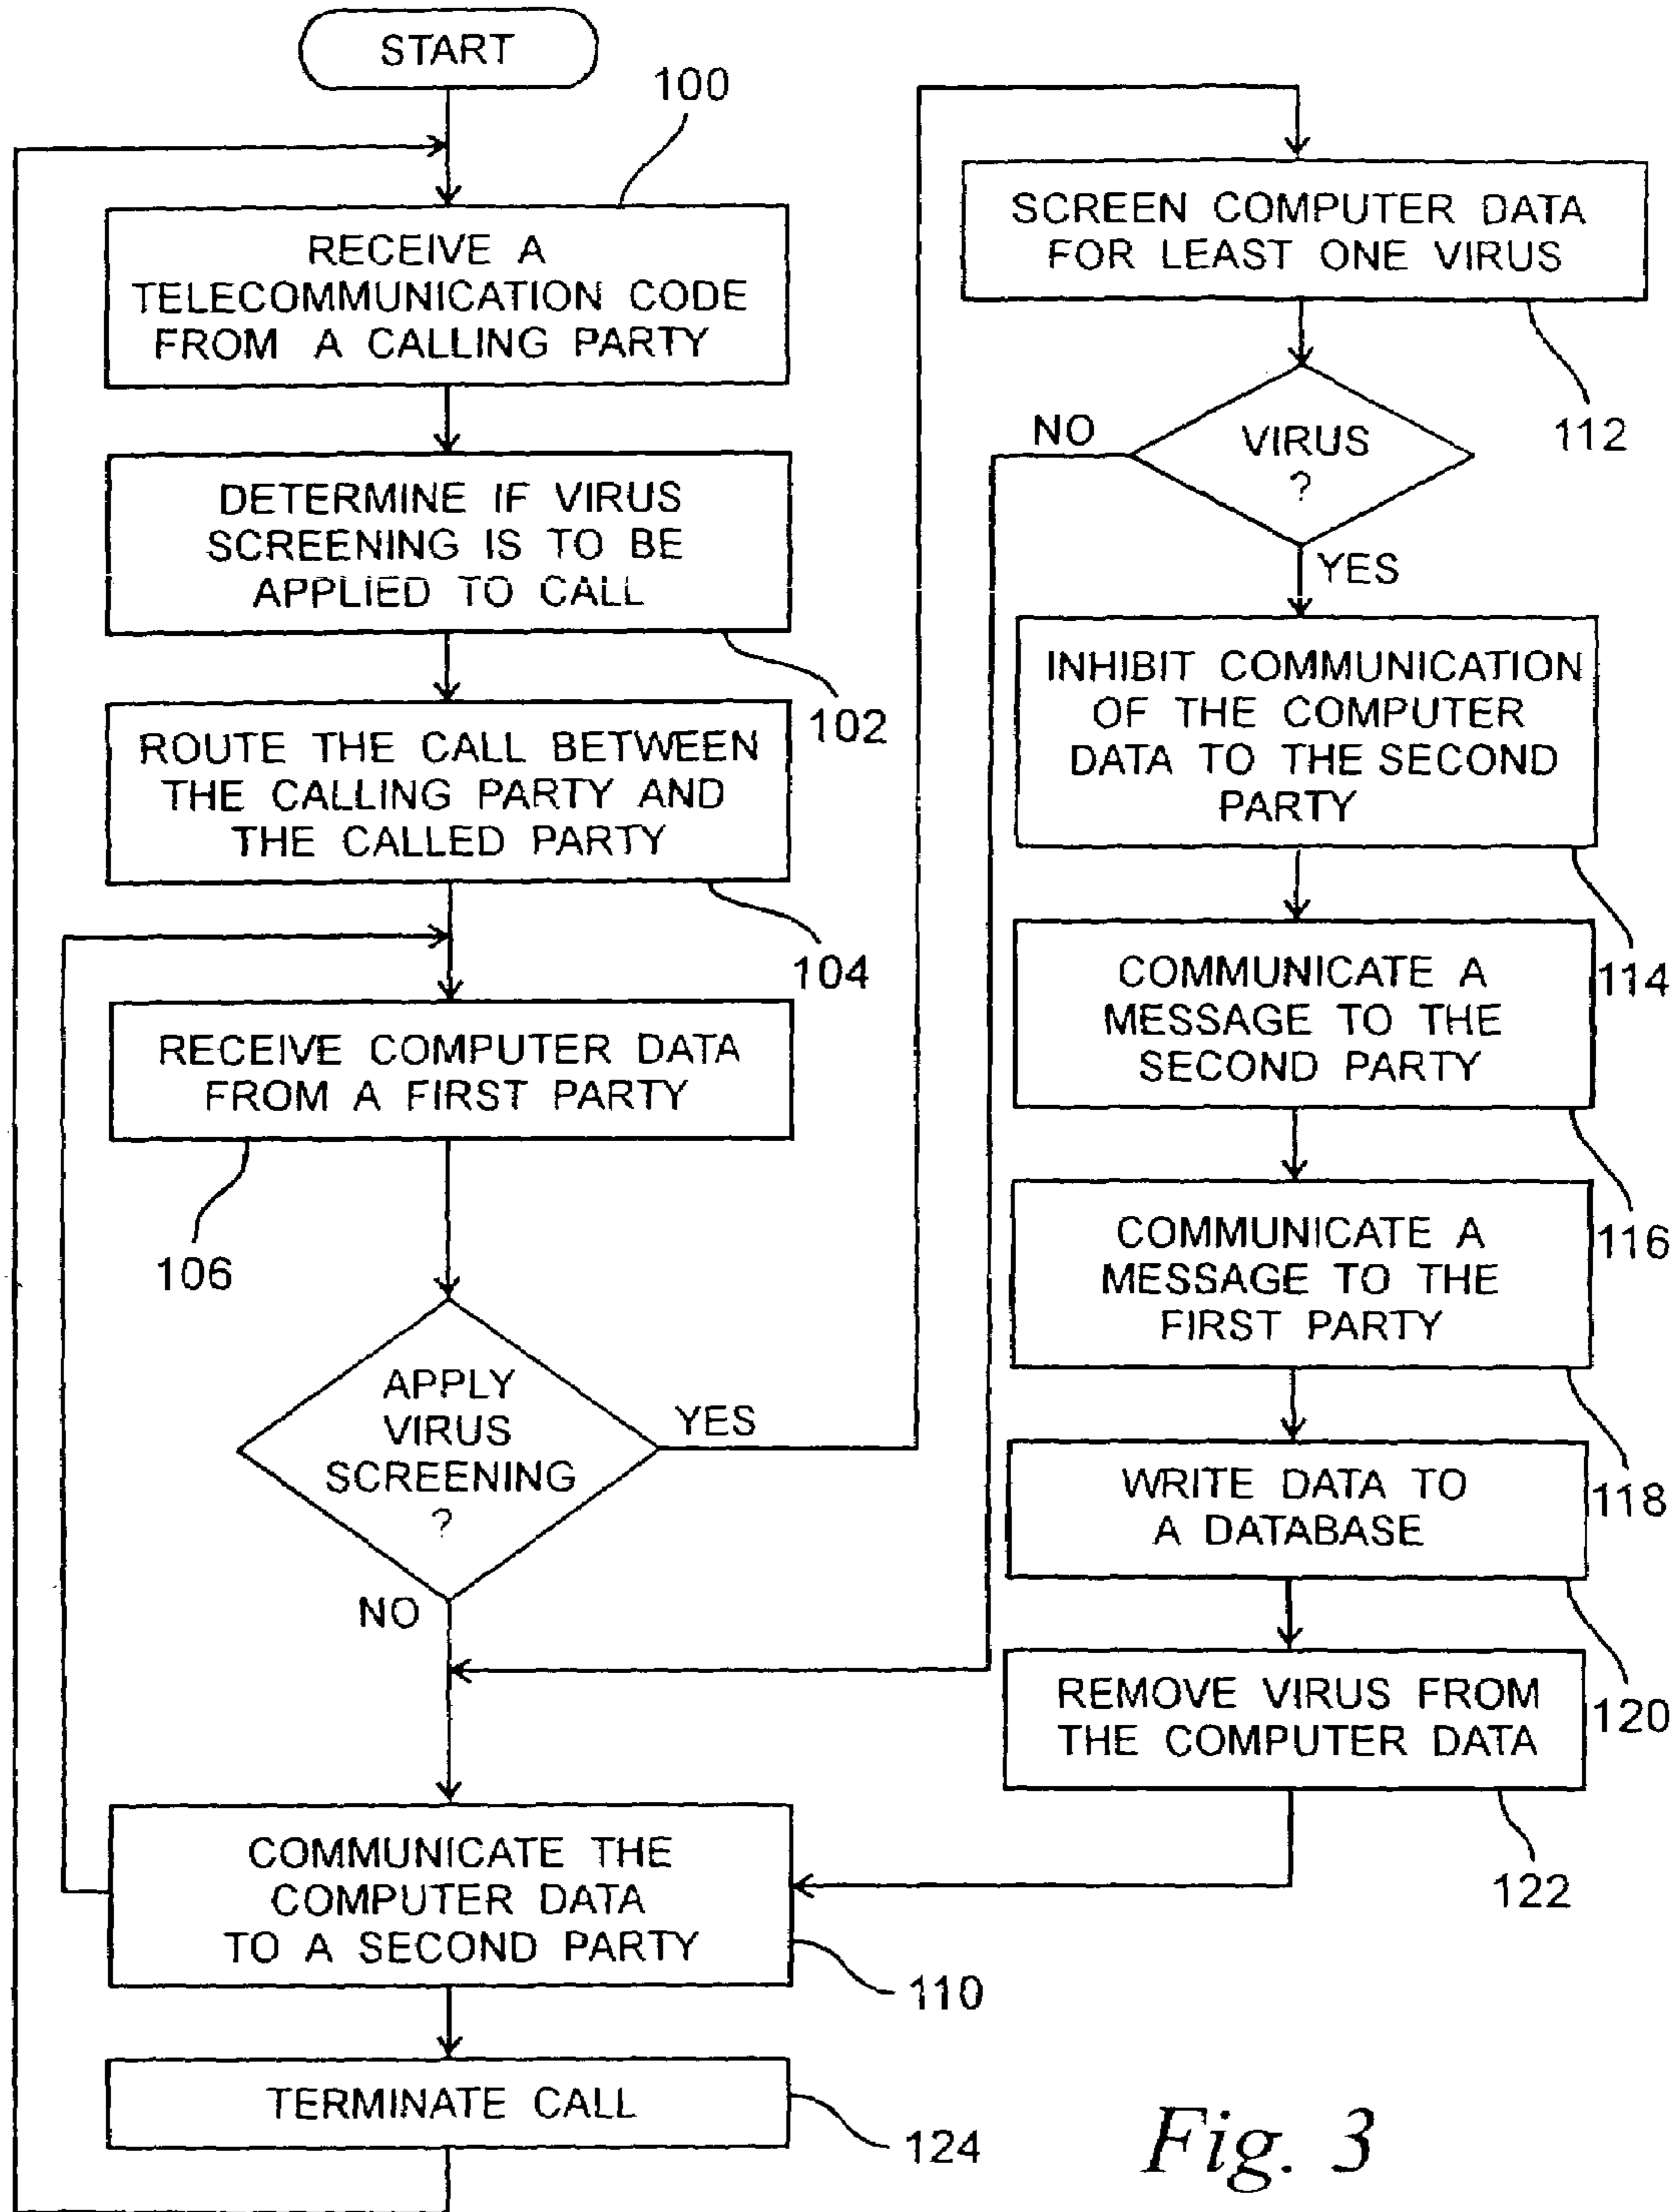 START
100
RECEIVE A
TELECOMMUNICATION CODE
FROM A CALLING PARTY
DETERMINE IF VIRUS
SCREENING IS TO BE
APPLIED TO CALL
102
ROUTE THE CALL BETWEEN
THE CALLING PARTY AND
THE CALLED PARTY
104
RECEIVE COMPUTER DATA
FROM A FIRST PARTY
106
APPLY
VIRUS
SCREENING
?
YES
NO
COMMUNICATE THE
COMPUTER DATA
TO A SECOND PARTY
110
TERMINATE CALL
124
SCREEN COMPUTER DATA
FOR LEAST ONE VIRUS
112
VIRUS
?
NO
YES
INHIBIT COMMUNICATION
OF THE COMPUTER
DATA TO THE SECOND
PARTY
114
COMMUNICATE A
MESSAGE TO THE
SECOND PARTY
116
COMMUNICATE A
MESSAGE TO THE
FIRST PARTY
118
WRITE DATA TO
A DATABASE
120
REMOVE VIRUS FROM
THE COMPUTER DATA
122
Fig. 3